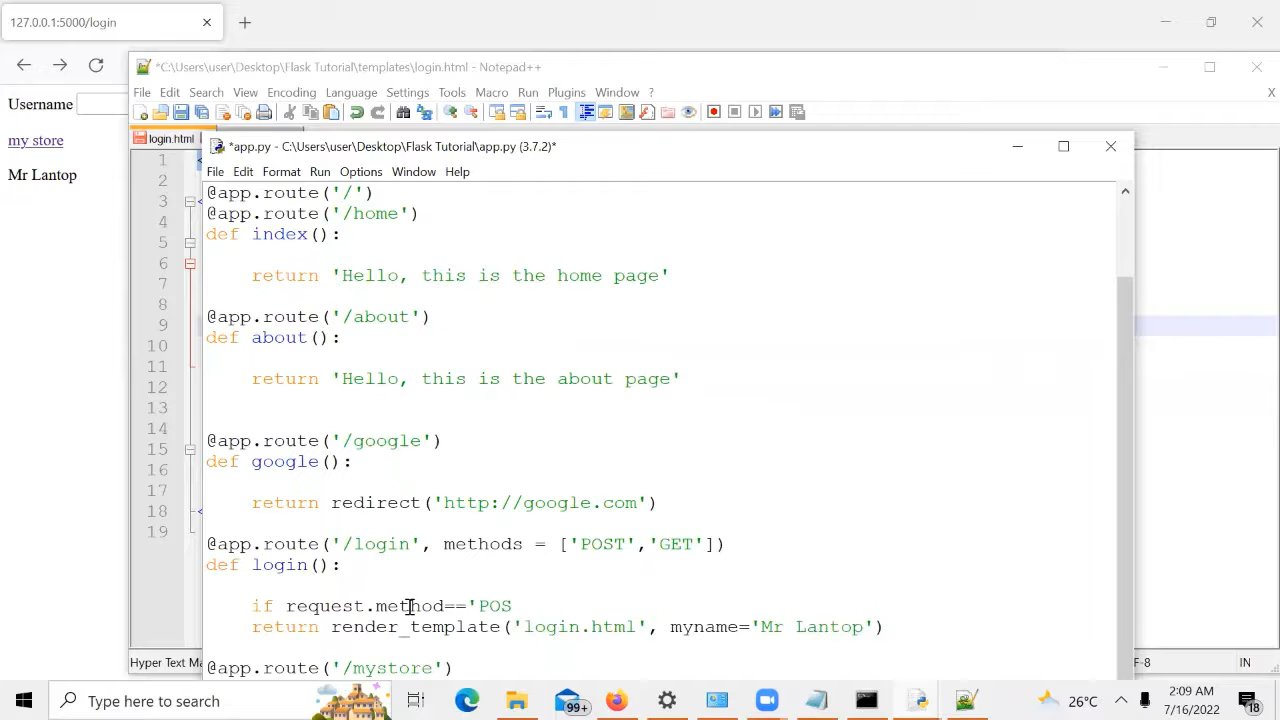 127.0.0.1:5000/login
*C:\Users\user\Desktop\Flask Tutorial\templates\login.html - Notepad++
File Edit Search View Encoding Language Settings Tools Macro Run Plugins Window ? X
Username
my store
Mr Lantop
login.html
*app.py - C:\Users\user\Desktop\Flask Tutorial\app.py (3.7.2)*
File Edit Format Run Options Window Help
1
2
3
4
5
6
7
8
9
10
11
12
13
14
15
16
17
18
19
@app.route('/')
@app.route('/home')
def index():
return 'Hello, this is the home page'
@app.route('/about')
def about():
return 'Hello, this is the about page'
@app.route('/google')
def google():
return redirect('http://google.com')
@app.route('/login', methods = ['POST','GET'])
def login():
if request.method=='POS
return render_template('login.html', myname='Mr Lantop')
@app.route('/mystore')
Hyper Text Ma
F-8 IN
Type here to search
99+
26°C
2:09 AM
7/16/2022
18